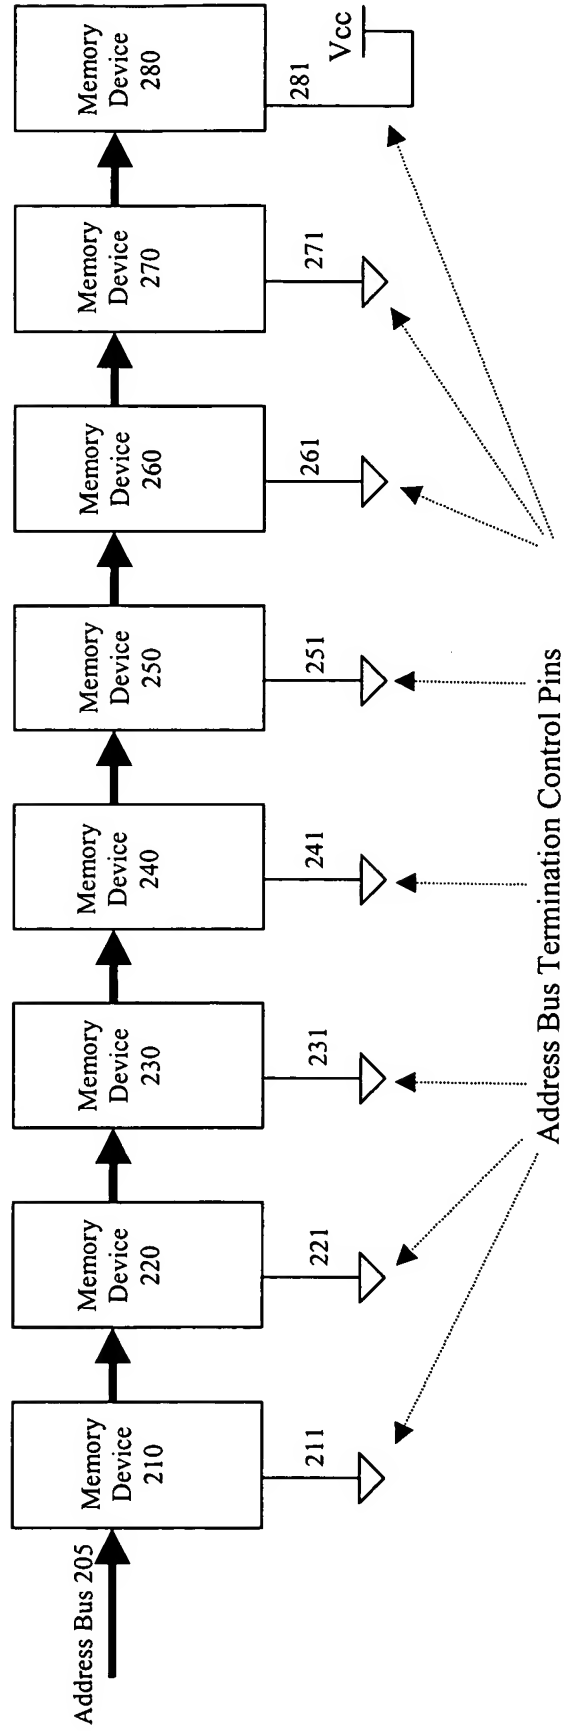 Address Bus 205
Memory
Device
210
Memory
Device
220
Memory
Device
230
Memory
Device
240
Memory
Device
250
Memory
Device
260
Memory
Device
270
Memory
Device
280
211
221
231
241
251
261
271
281
Vcc
Address Bus Termination Control Pins